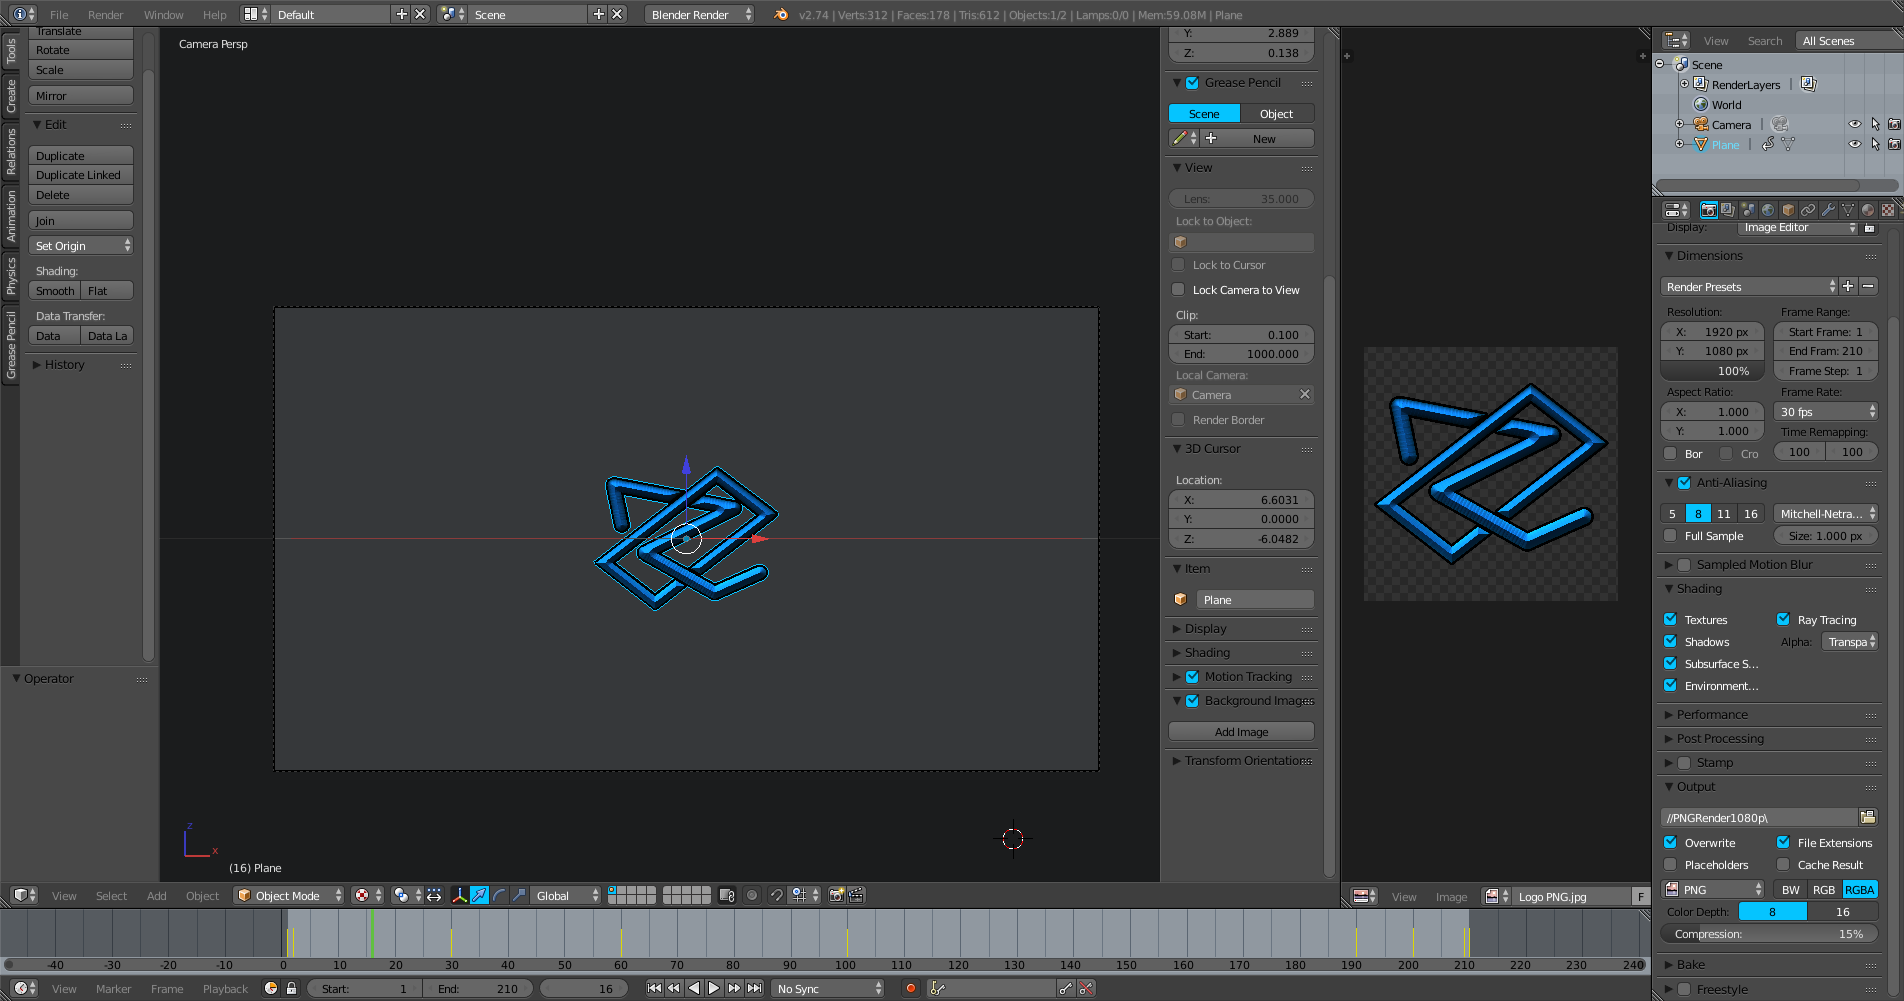 File Render Window Help Default Scene Blender Render v2.74 | Verts:312 | Faces:178 | Tris:612 | Objects:1/2 | Lamps:0/0 | Mem:59.08M | Plane
Tools
Create
Relations
Animation
Physics
Grease Pencil
Translate
Rotate
Scale
Mirror
Edit
Duplicate
Duplicate Linked
Delete
Join
Set Origin
Shading:
Smooth Flat
Data Transfer:
Data Data La
History
Operator
Camera Persp
z
x
(16) Plane
Y: 2.889
Z: 0.138
Grease Pencil
Scene Object
New
View
Lens: 35.000
Lock to Object:
Lock to Cursor
Lock Camera to View
Clip:
Start: 0.100
End: 1000.000
Local Camera:
Camera
Render Border
3D Cursor
Location:
X: 6.6031
Y: 0.0000
Z: -6.0482
Item
Plane
Display
Shading
Motion Tracking
Background Images
Add Image
Transform Orientations
View Search All Scenes
Scene
RenderLayers
World
Camera
Plane
Display: Image Editor
Dimensions
Render Presets
Resolution: Frame Range:
X: 1920 px Start Frame: 1
Y: 1080 px End Fram: 210
100% Frame Step: 1
Aspect Ratio: Frame Rate:
X: 1.000 30 fps
Y: 1.000 Time Remapping:
Bor Cro 100 100
Anti-Aliasing
5 8 11 16 Mitchell-Netra...
Full Sample Size: 1.000 px
Sampled Motion Blur
Shading
Textures Ray Tracing
Shadows Alpha: Transpa
Subsurface S...
Environment...
Performance
Post Processing
Stamp
Output
//PNGRender1080p\
Overwrite File Extensions
Placeholders Cache Result
PNG BW RGB RGBA
Color Depth: 8 16
Compression: 15%
Bake
Freestyle
View Select Add Object Object Mode Global
View Image Logo PNG.jpg F
-40 -30 -20 -10 0 10 20 30 40 50 60 70 80 90 100 110 120 130 140 150 160 170 180 190 200 210 220 230 240
View Marker Frame Playback Start: 1 End: 210 16 No Sync